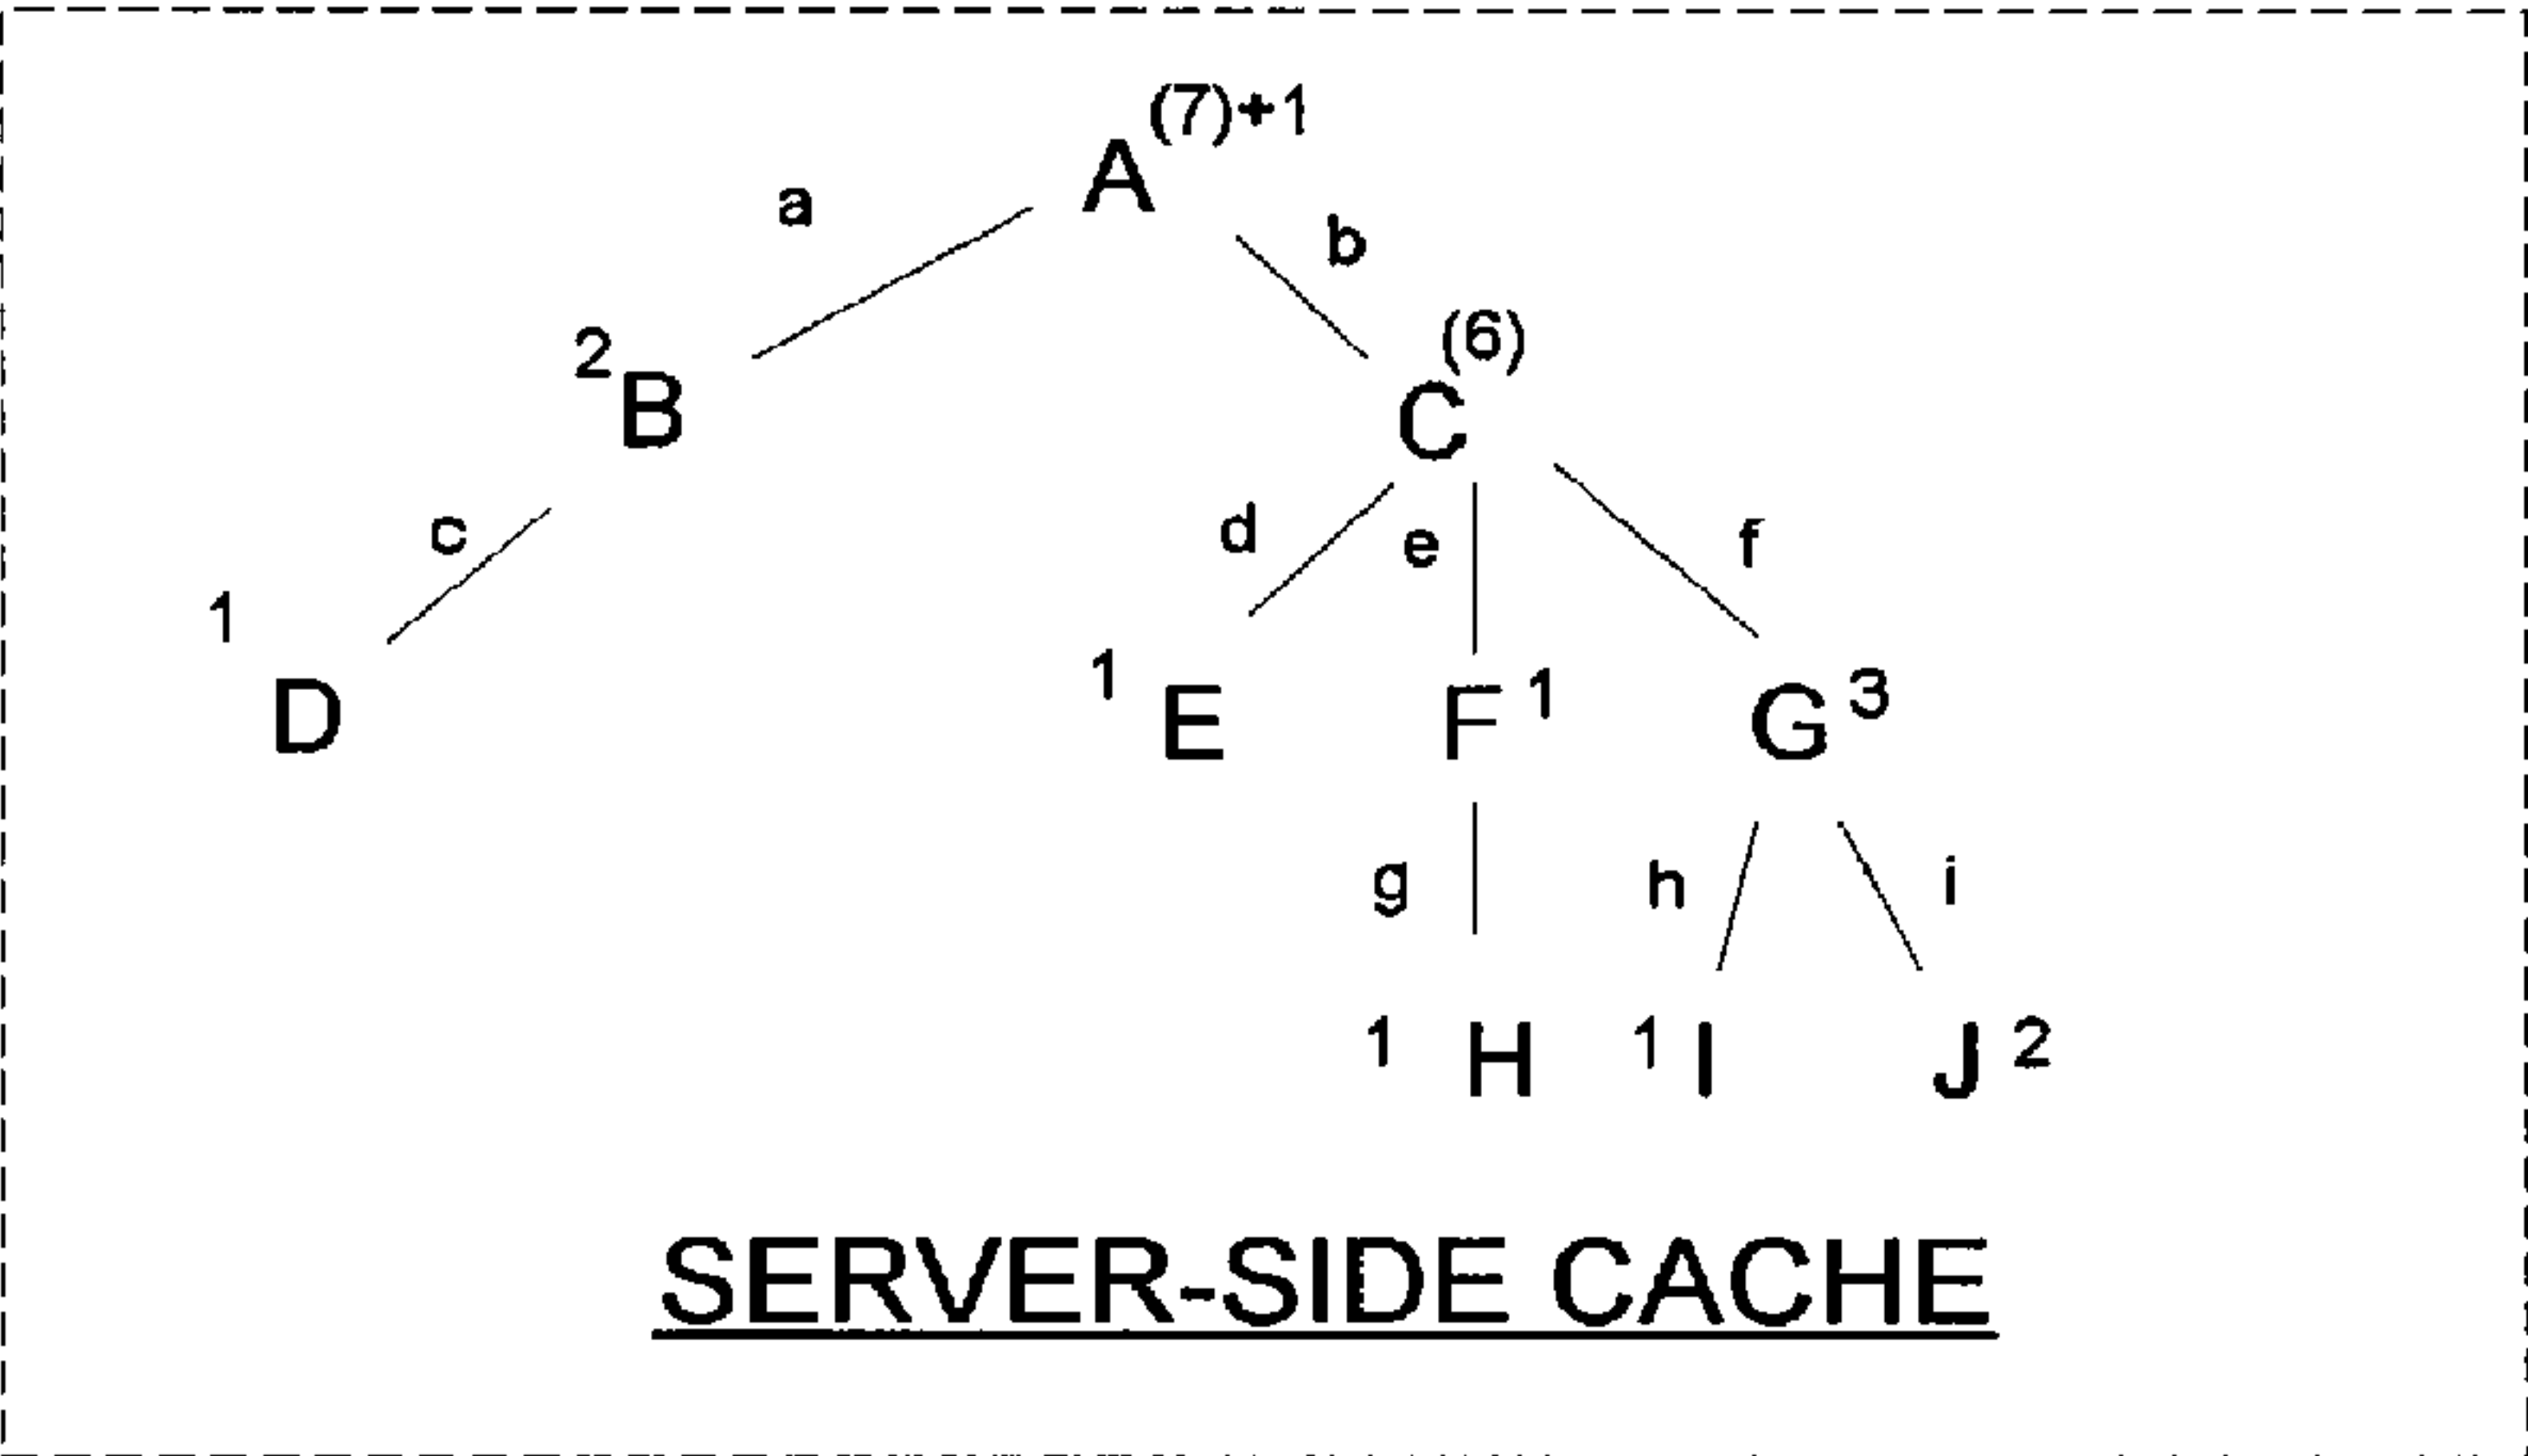 A (7)+1
a
b
2 B
C (6)
c
d
e
f
1 D
1 E
F 1
G 3
g
h
i
1 H
1 I
J 2
SERVER-SIDE CACHE